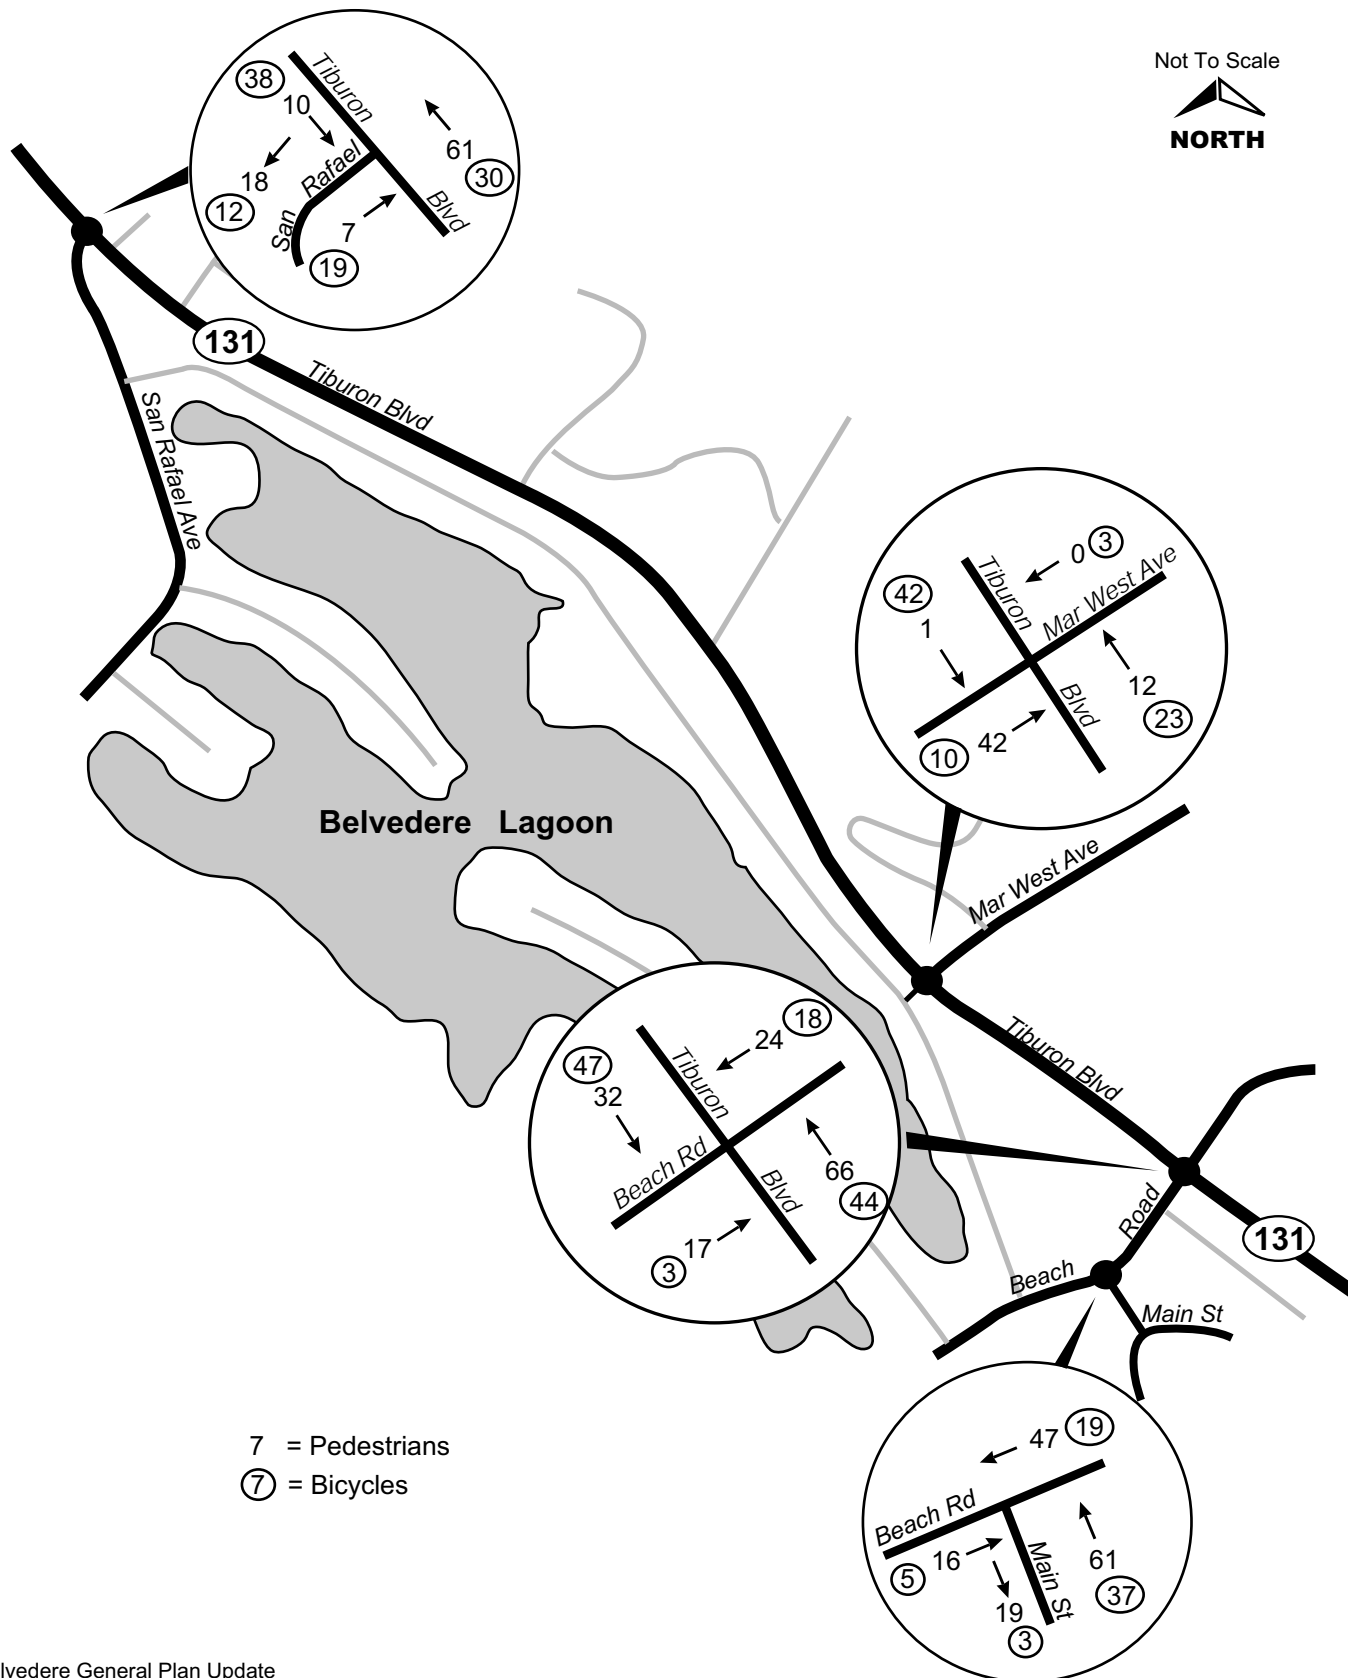 Not To Scale
NORTH
Tiburon
Blvd
San
Rafael
38
10
61
30
18
12
7
19
131
Tiburon Blvd
San Rafael Ave
Tiburon
Blvd
Mar West Ave
0 3
42
1
12
23
10 42
Belvedere Lagoon
Mar West Ave
Tiburon
Blvd
Beach Rd
24 18
47
32
66
44
3 17
Tiburon Blvd
Road
131
Beach
Main St
7 = Pedestrians
7 = Bicycles
47 19
Beach Rd
Main St
5 16
61
37
19
3
lvedere General Plan Update